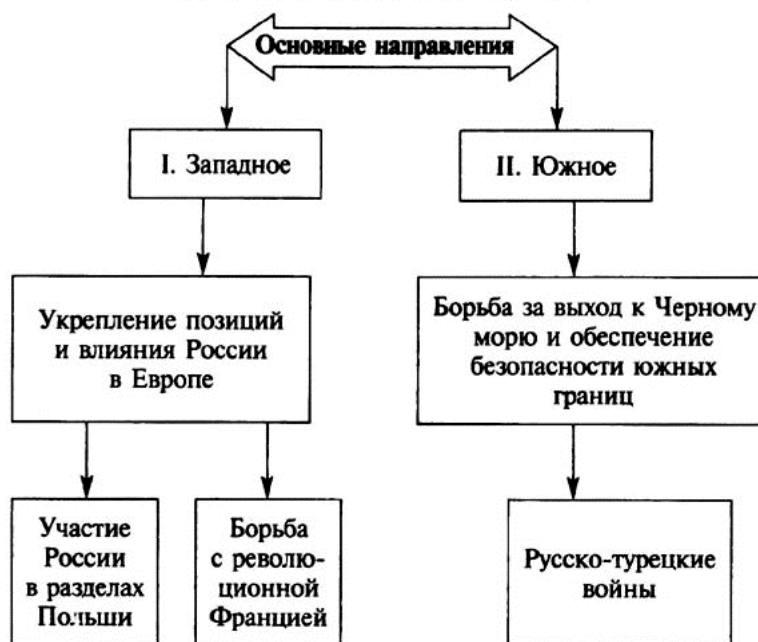 Основные направления
I. Западное
II. Южное
Укрепление позиций
и влияния России
в Европе
Борьба за выход к Черному
морю и обеспечение
безопасности южных
границ
Участие
России
в разделах
Польши
Борьба
с револю-
ционной
Францией
Русско-турецкие
войны